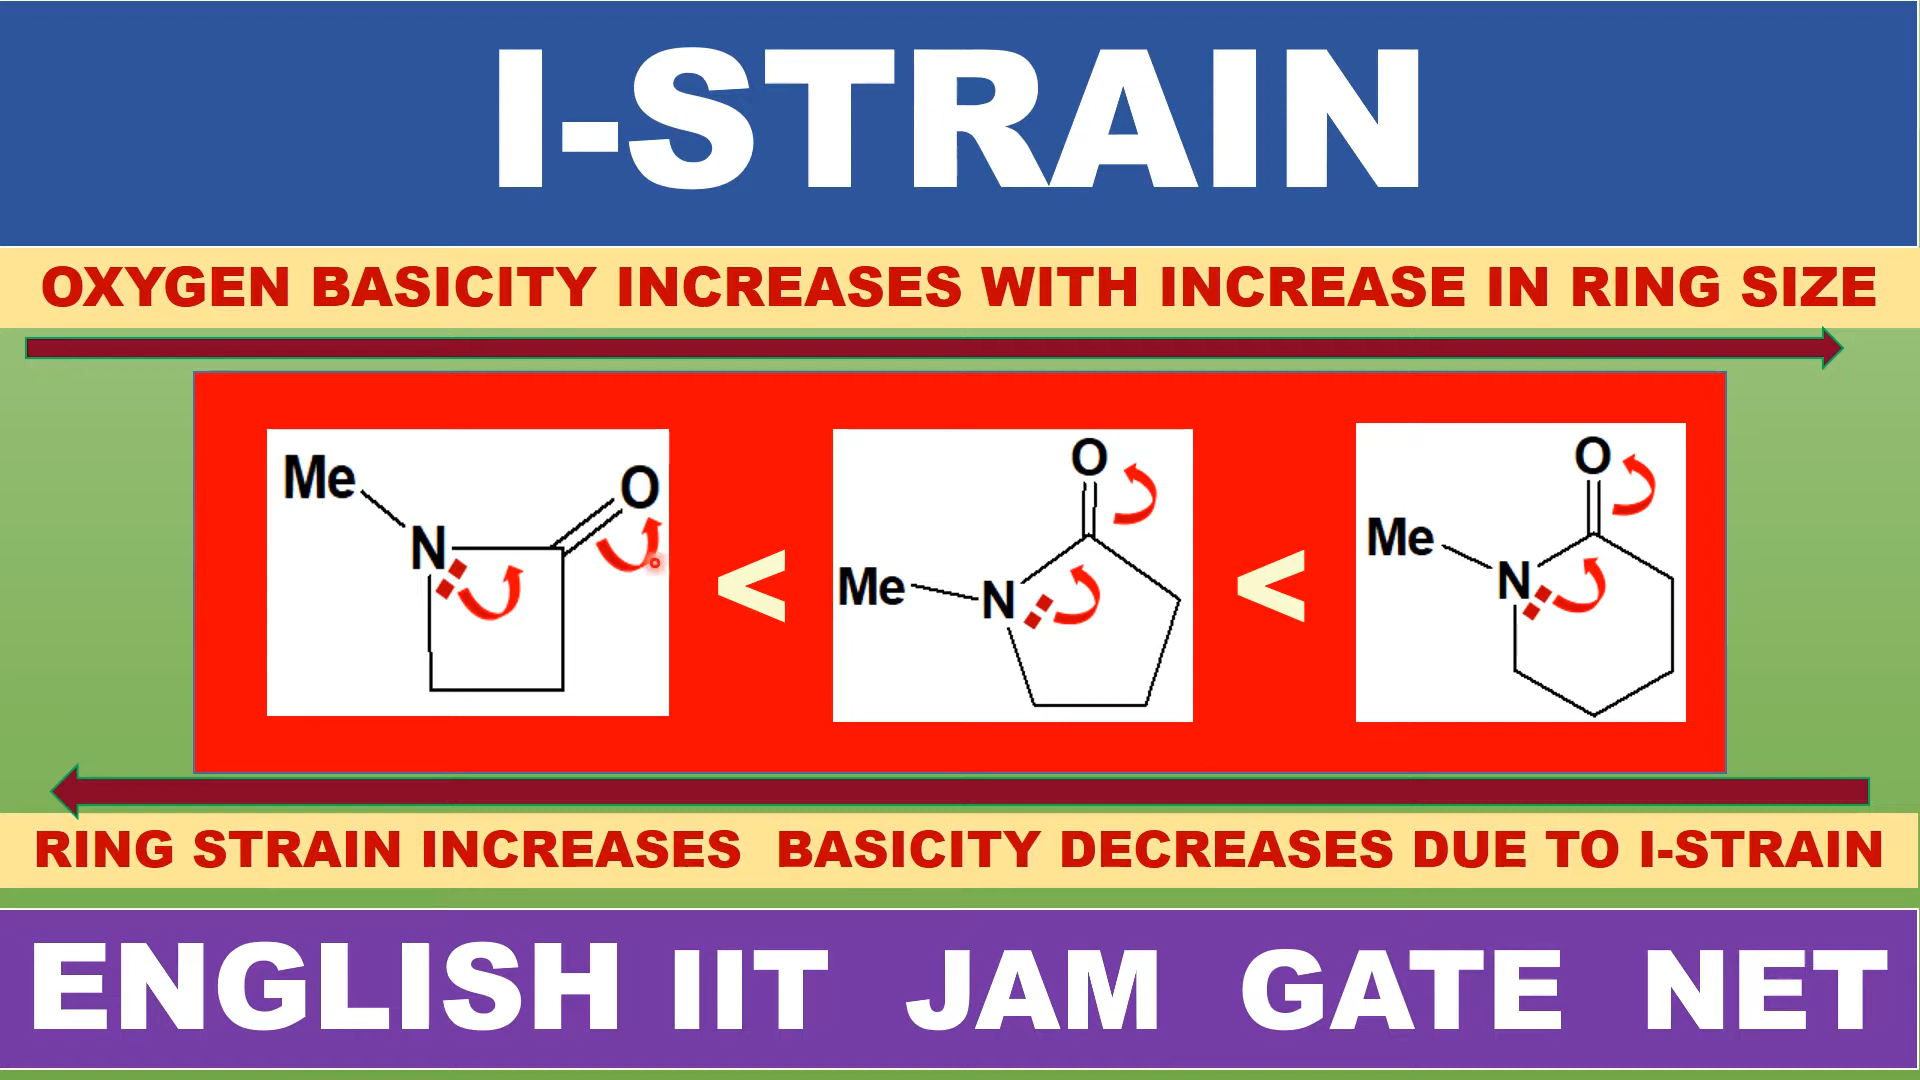 I-STRAIN
OXYGEN BASICITY INCREASES WITH INCREASE IN RING SIZE
Me N O
<
Me N O
<
Me N O
RING STRAIN INCREASES BASICITY DECREASES DUE TO I-STRAIN
ENGLISH IIT JAM GATE NET